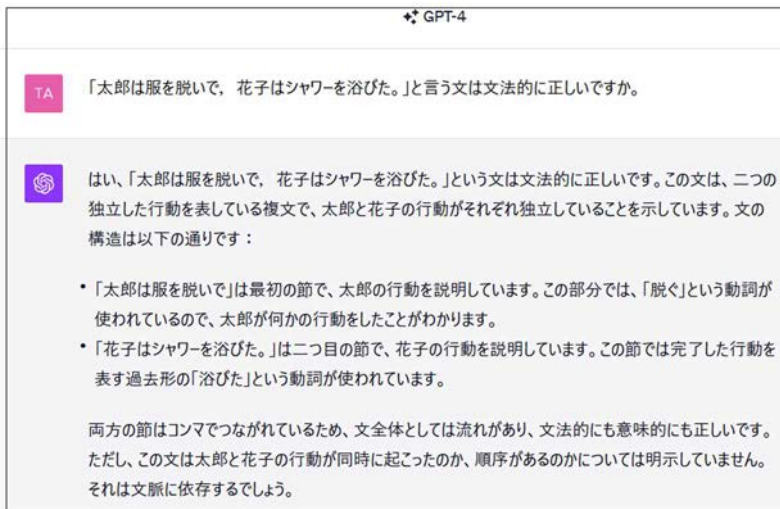 GPT-4
TA
「太郎は服を脱いで， 花子はシャワーを浴びた。」と言う文は文法的に正しいですか。
はい、「太郎は服を脱いで， 花子はシャワーを浴びた。」という文は文法的に正しいです。この文は、二つの
独立した行動を表している複文で、太郎と花子の行動がそれぞれ独立していることを示しています。文の
構造は以下の通りです：
• 「太郎は服を脱いで」は最初の節で、太郎の行動を説明しています。この部分では、「脱ぐ」という動詞が
使われているので、太郎が何かの行動をしたことがわかります。
• 「花子はシャワーを浴びた。」は二つ目の節で、花子の行動を説明しています。この節では完了した行動を
表す過去形の「浴びた」という動詞が使われています。
両方の節はコンマでつながれているため、文全体としては流れがあり、文法的にも意味的にも正しいです。
ただし、この文は太郎と花子の行動が同時に起こったのか、順序があるのかについては明示していません。
それは文脈に依存するでしょう。